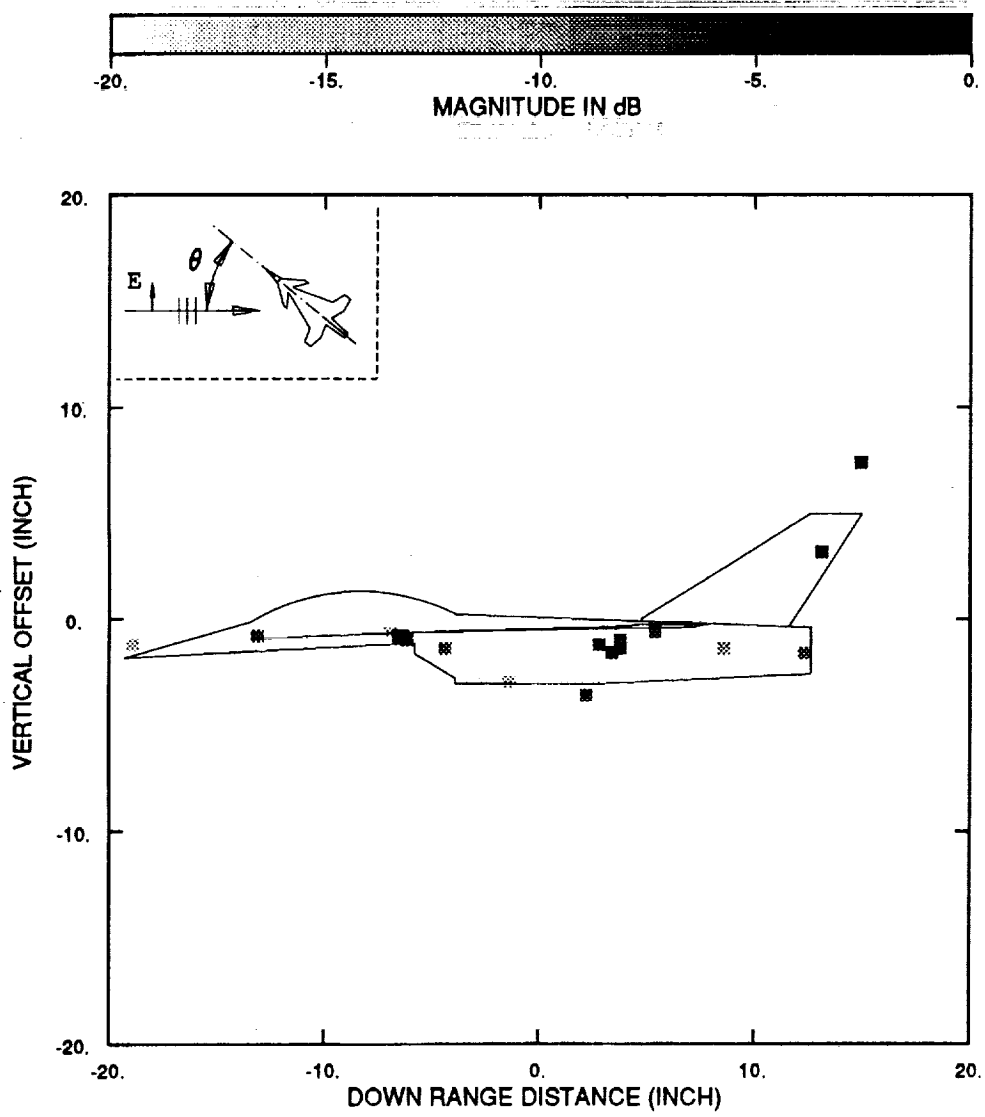 -20. -15. -10. -5. 0.
MAGNITUDE IN dB
20.
10.
0.
-10.
-20.
VERTICAL OFFSET (INCH)
θ
E
-20. -10. 0. 10. 20.
DOWN RANGE DISTANCE (INCH)